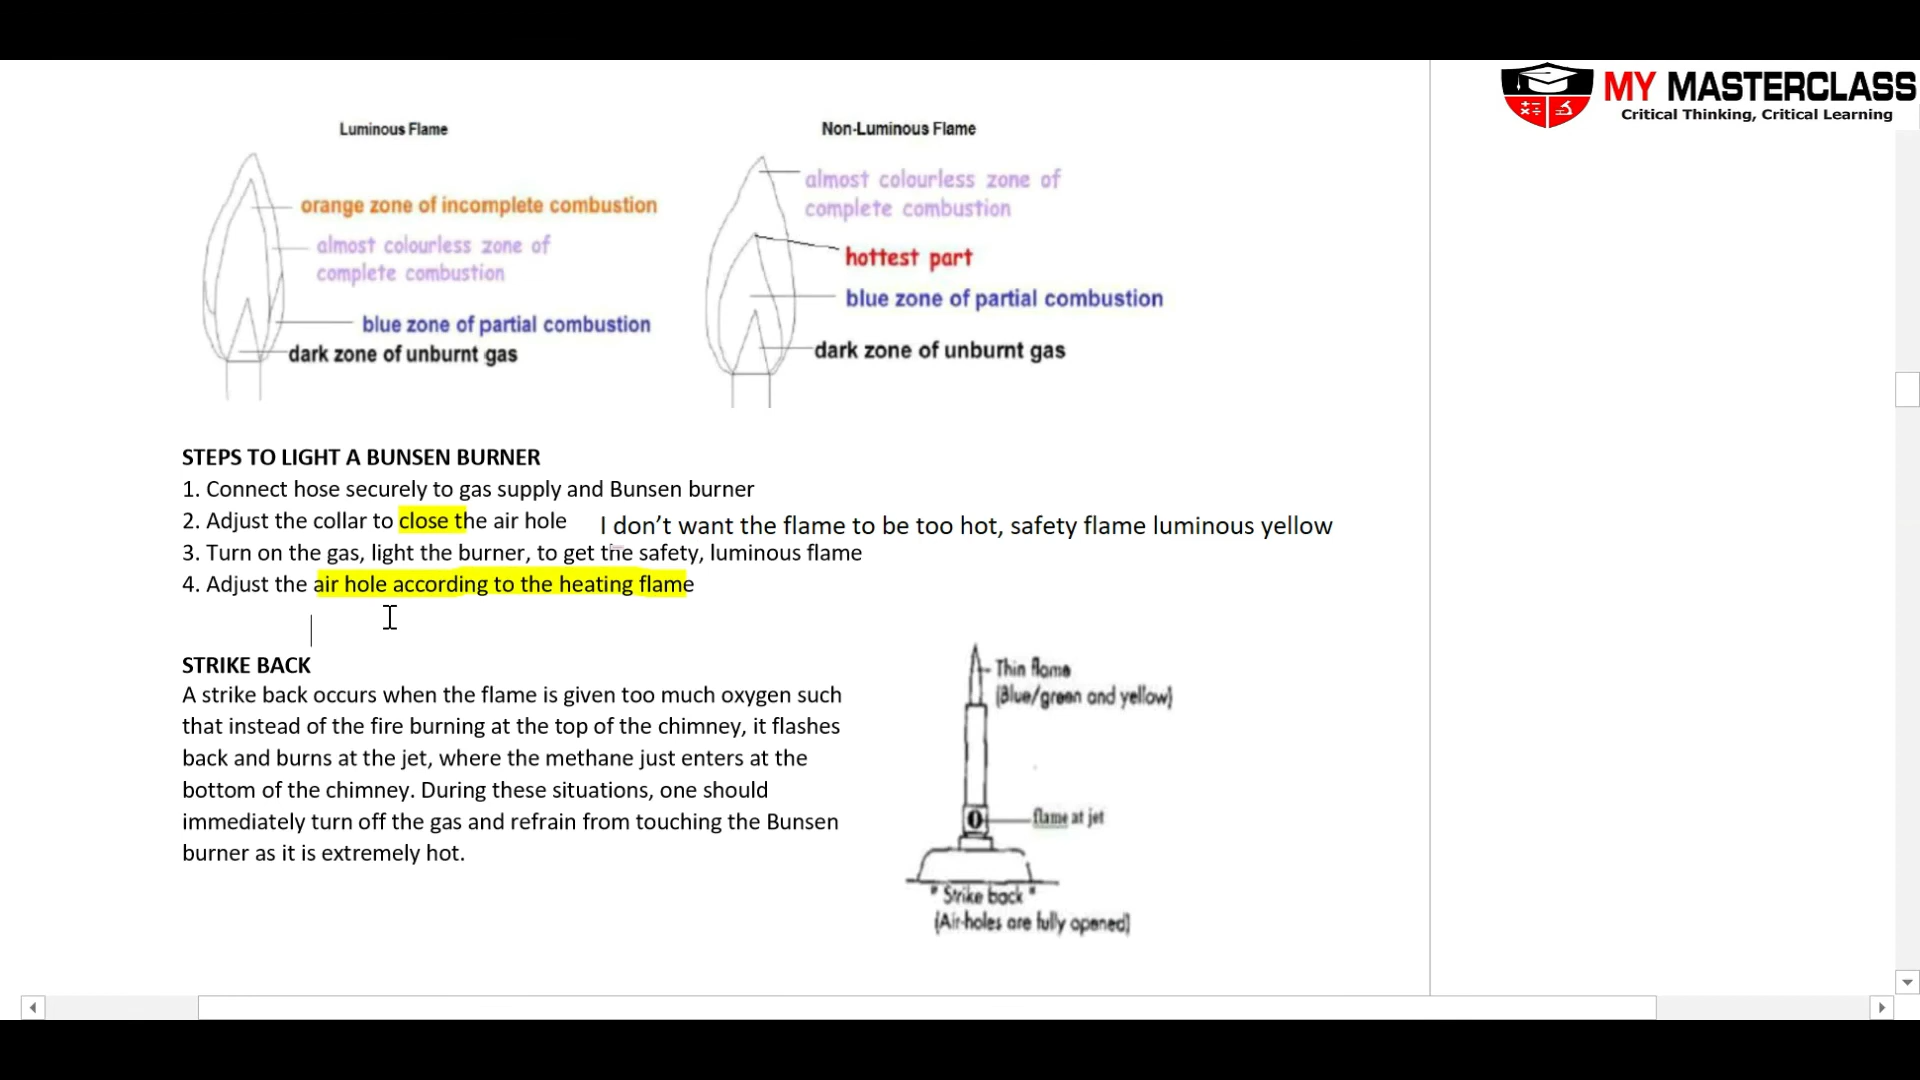 MY MASTERCLASS
Critical Thinking, Critical Learning
Luminous Flame
orange zone of incomplete combustion
almost colourless zone of
complete combustion
blue zone of partial combustion
dark zone of unburnt gas
Non-Luminous Flame
almost colourless zone of
complete combustion
hottest part
blue zone of partial combustion
dark zone of unburnt gas
STEPS TO LIGHT A BUNSEN BURNER
1. Connect hose securely to gas supply and Bunsen burner
2. Adjust the collar to close the air hole
I don’t want the flame to be too hot, safety flame luminous yellow
3. Turn on the gas, light the burner, to get the safety, luminous flame
4. Adjust the air hole according to the heating flame
STRIKE BACK
A strike back occurs when the flame is given too much oxygen such
that instead of the fire burning at the top of the chimney, it flashes
back and burns at the jet, where the methane just enters at the
bottom of the chimney. During these situations, one should
immediately turn off the gas and refrain from touching the Bunsen
burner as it is extremely hot.
Thin flame
(Blue/green and yellow)
flame at jet
" Strike back "
(Air-holes are fully opened)